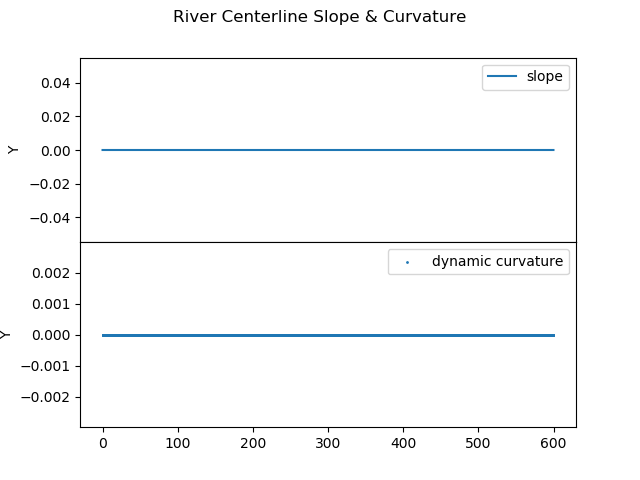 River Centerline Slope & Curvature
slope
0.04
0.02
0.00
−0.02
−0.04
Y
dynamic curvature
0.002
0.001
0.000
−0.001
−0.002
Y
0 100 200 300 400 500 600